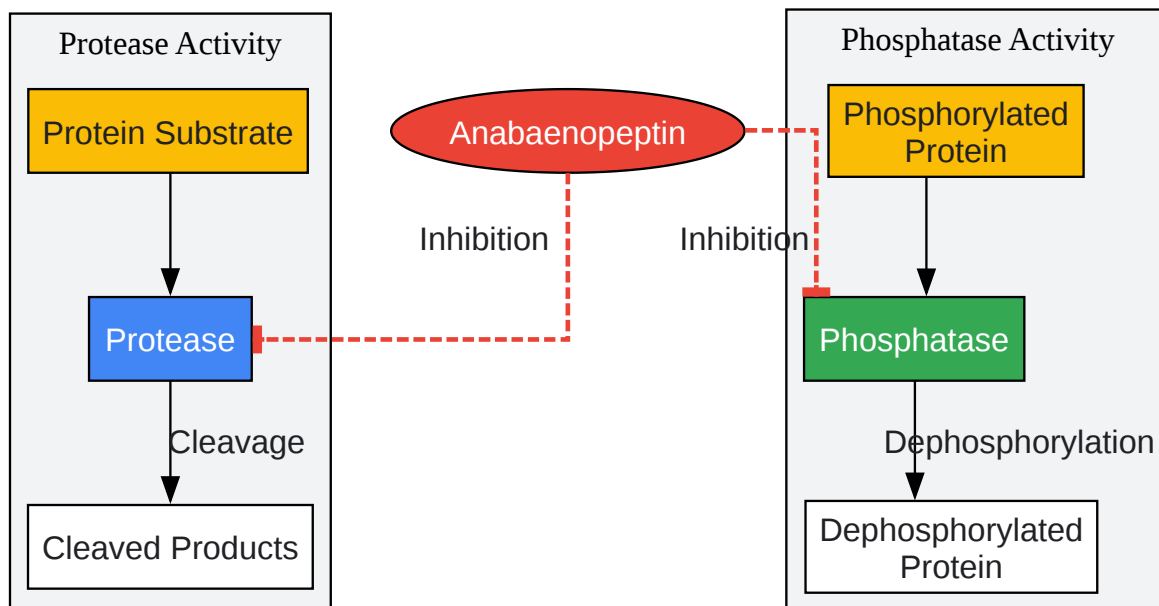 Protease Activity
Protein Substrate
Protease
Cleavage
Cleaved Products
Anabaenopeptin
Inhibition
Inhibition
Phosphatase Activity
Phosphorylated
Protein
Phosphatase
Dephosphorylation
Dephosphorylated
Protein